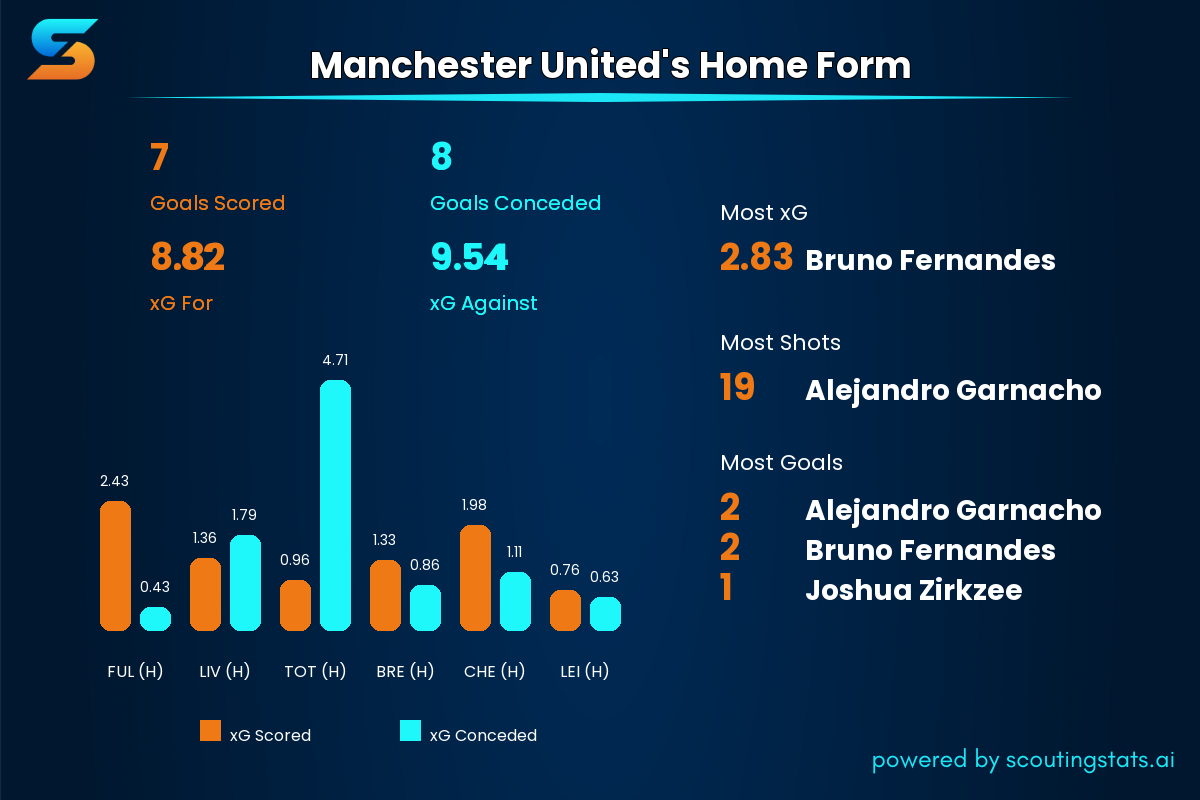 Manchester United's Home Form
7
Goals Scored
8.82
xG For
8
Goals Conceded
9.54
xG Against
Most xG
2.83 Bruno Fernandes
Most Shots
19 Alejandro Garnacho
Most Goals
2 Alejandro Garnacho
2 Bruno Fernandes
1 Joshua Zirkzee
2.43 0.43
1.36 1.79
0.96 4.71
1.33 0.86
1.98 1.11
0.76 0.63
FUL (H) LIV (H) TOT (H) BRE (H) CHE (H) LEI (H)
xG Scored xG Conceded
powered by scoutingstats.ai